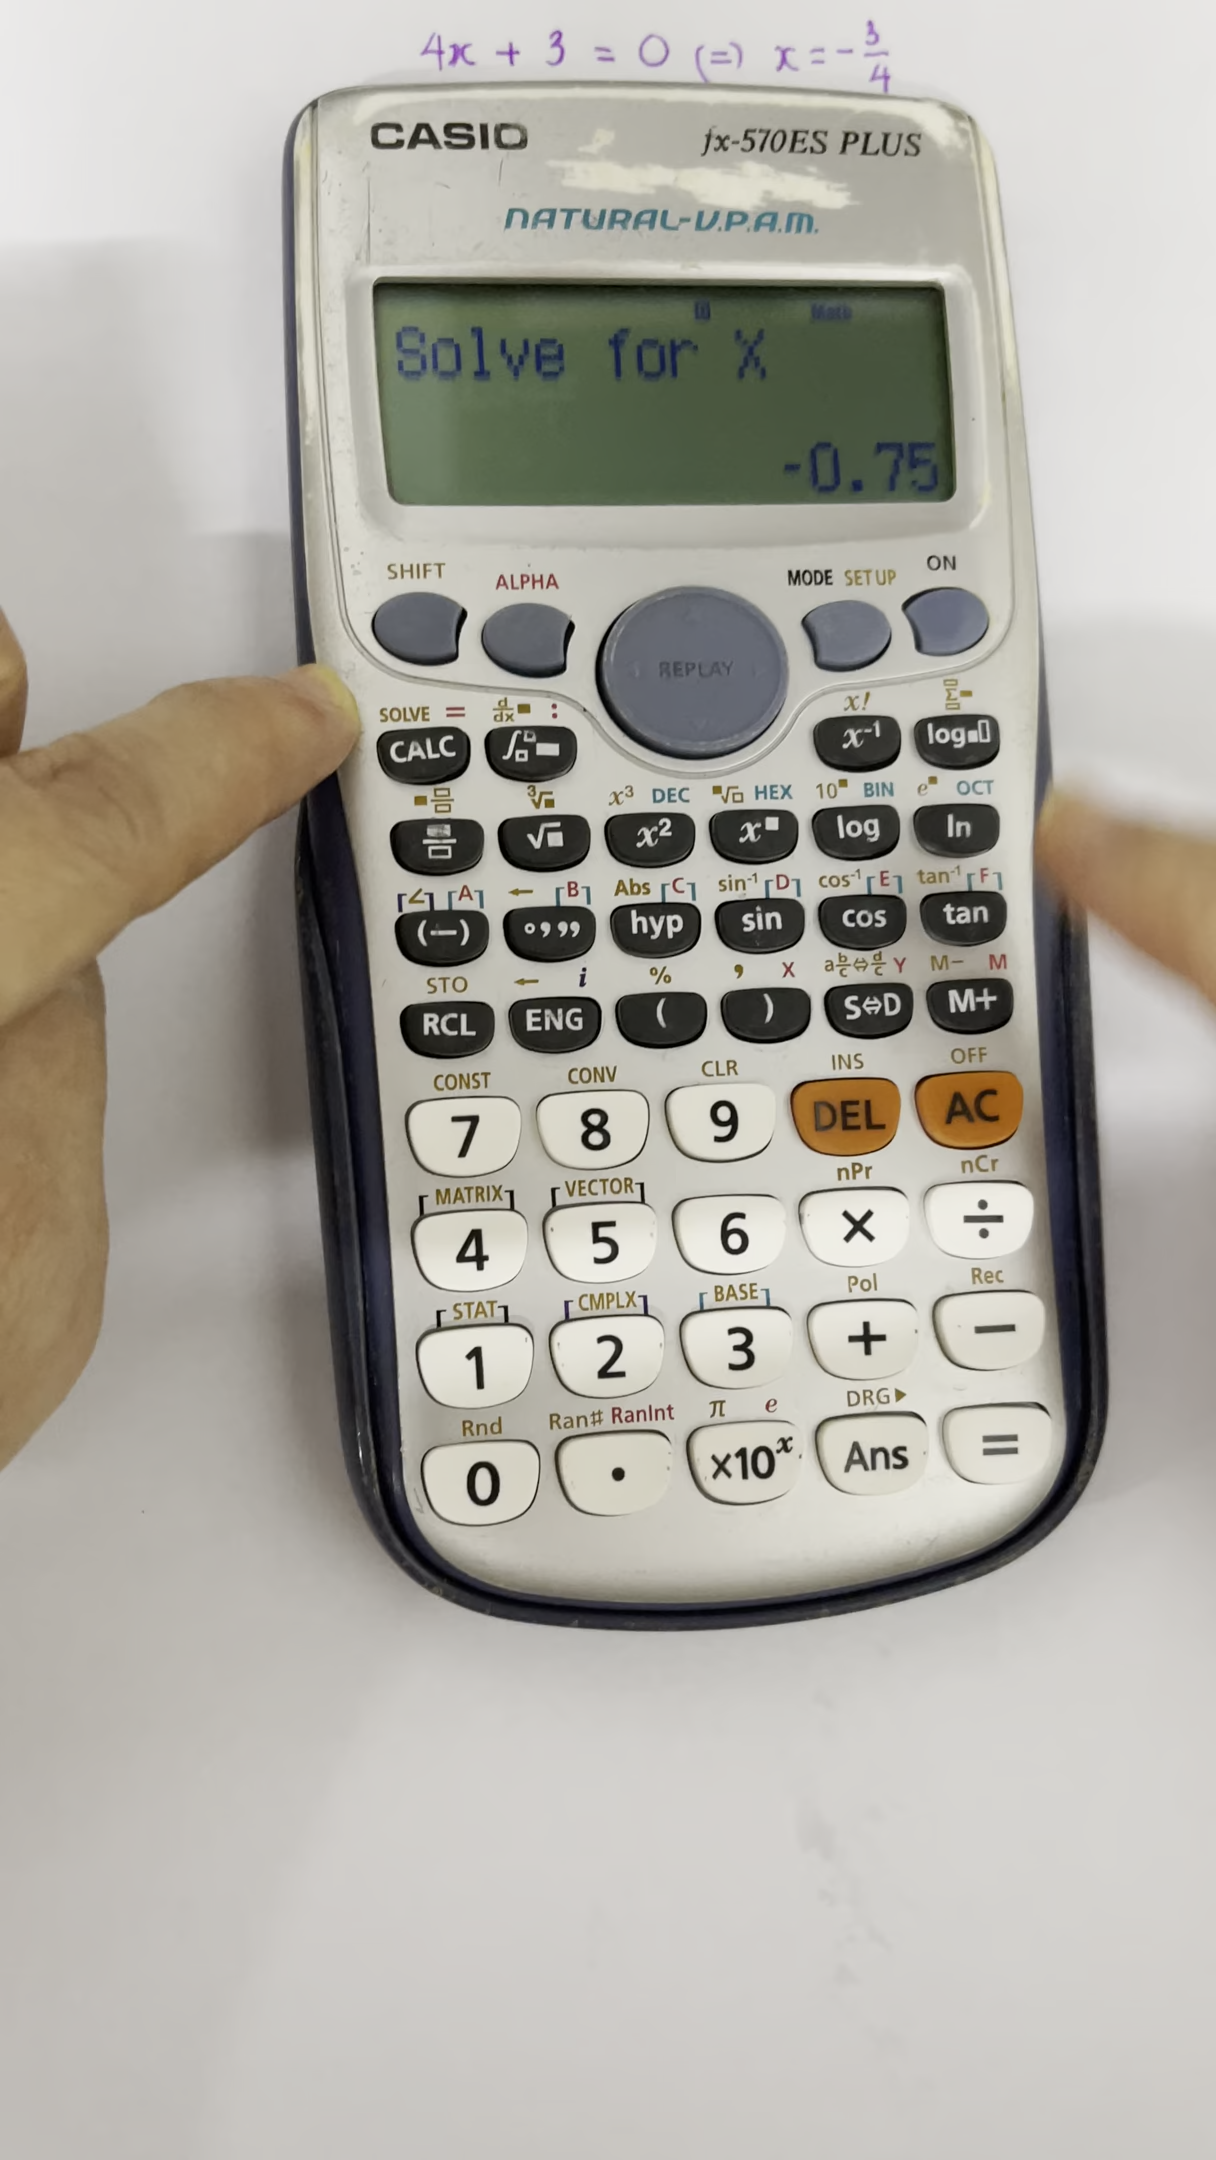 4x + 3 = 0 (=) x = -3/4
CASIO fx-570ES PLUS
NATURAL-V.P.A.M.
Math
Solve for X
-0.75
SHIFT ALPHA MODE SETUP ON
REPLAY
SOLVE = d/dx : x! Σ
CALC ∫ x⁻¹ log
³√ x³ DEC √ HEX 10 BIN e OCT
√ x² x log ln
∠ A ← B Abs C sin⁻¹ D cos⁻¹ E tan⁻¹ F
(−) °,,, hyp sin cos tan
STO ← i % , X a b/c⇔d/c Y M− M
RCL ENG ( ) S⇔D M+
CONST CONV CLR INS OFF
7 8 9 DEL AC
MATRIX VECTOR nPr nCr
4 5 6 × ÷
STAT CMPLX BASE Pol Rec
1 2 3 + −
Rnd Ran# RanInt π e DRG▶
0 . ×10ˣ Ans =